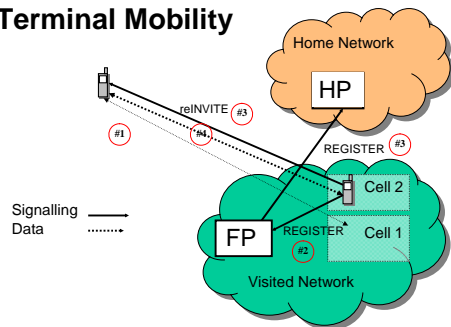 Terminal Mobility
Home Network
HP
reINVITE #3
#1
#4
REGISTER #3
Cell 2
Signalling
Data
FP
REGISTER
#2
Cell 1
Visited Network